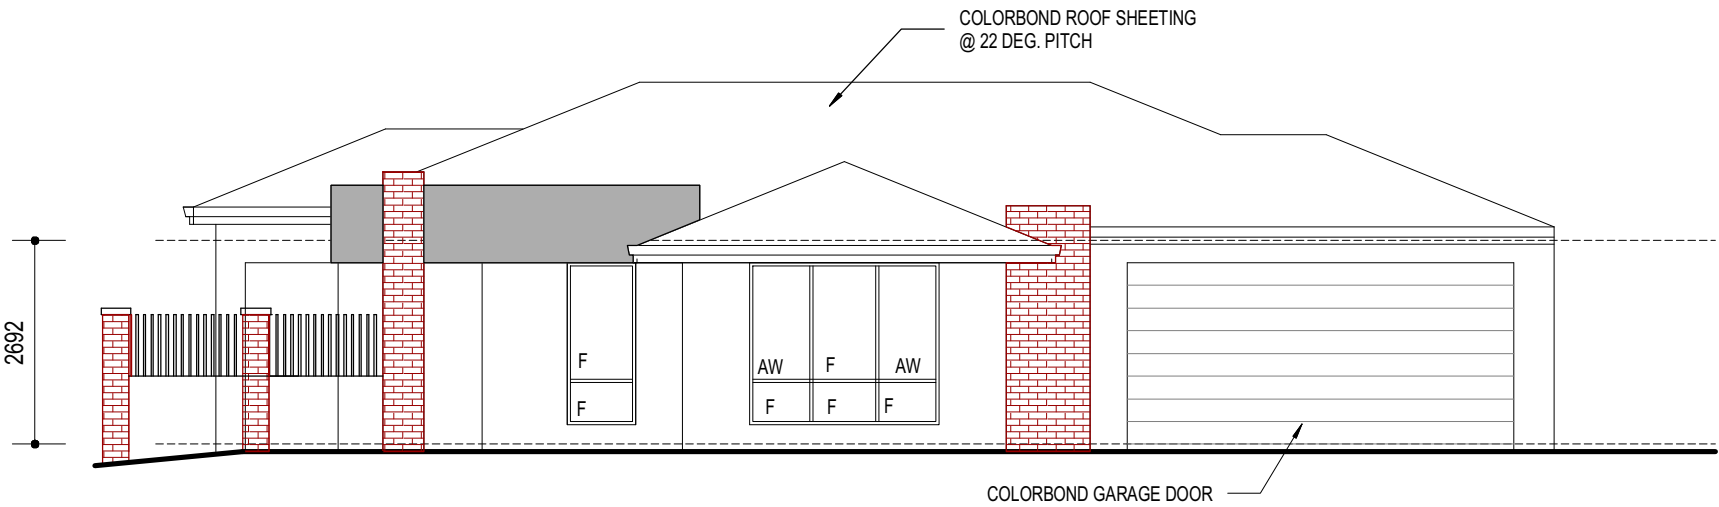 COLORBOND ROOF SHEETING
@ 22 DEG. PITCH
2692
F
AW F AW
F F F F
COLORBOND GARAGE DOOR